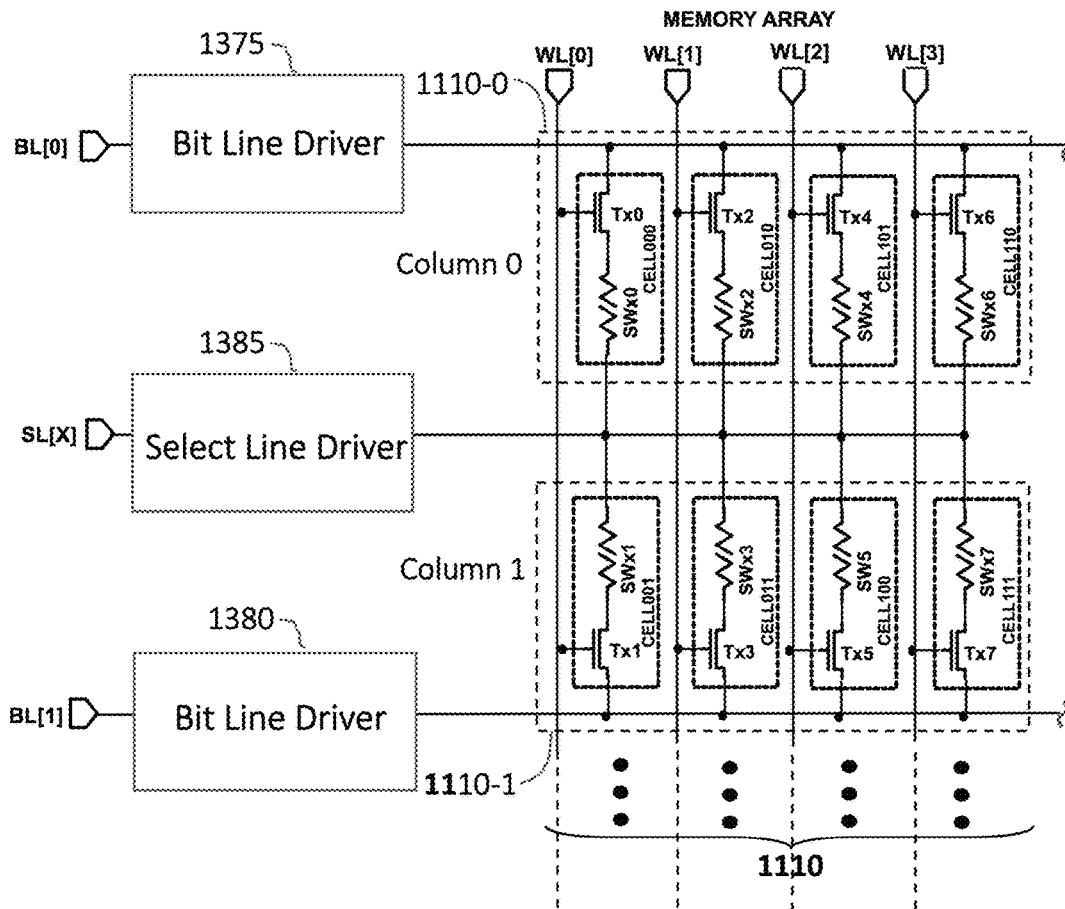 MEMORY ARRAY
1375
WL[0]
WL[1]
WL[2]
WL[3]
1110-0
BL[0]
Bit Line Driver
Tx0
CELL000
SWx0
Tx2
CELL010
SWx2
Tx4
CELL101
SWx4
Tx6
CELL110
SWx6
Column 0
1385
SL[X]
Select Line Driver
Column 1
SWx1
CELL001
Tx1
SWx3
CELL011
Tx3
SW5
CELL100
Tx5
SWx7
CELL111
Tx7
1380
BL[1]
Bit Line Driver
1110-1
1110